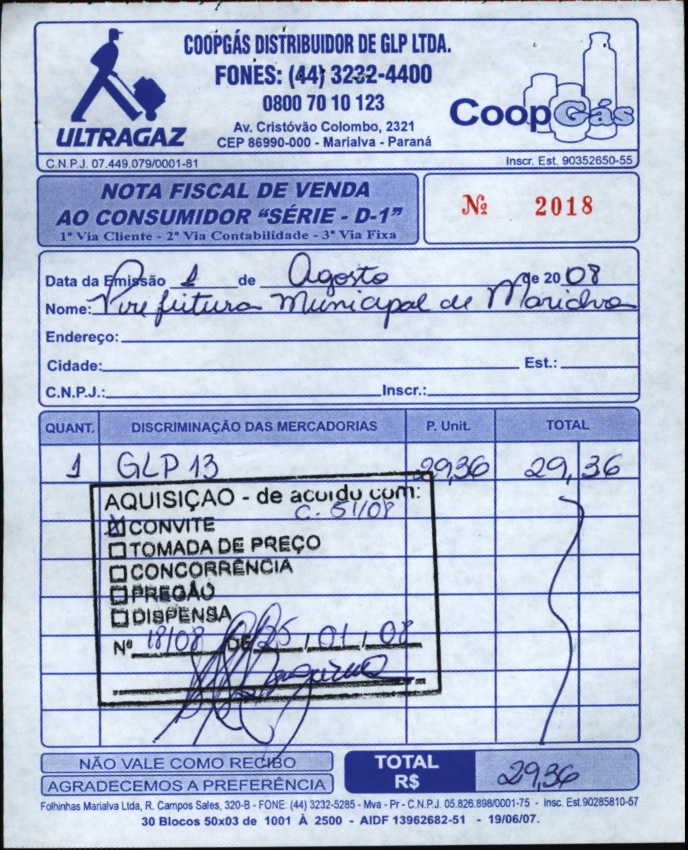 COOPGÁS DISTRIBUIDOR DE GLP LTDA.
FONES: (44) 3232-4400
0800 70 10 123
Av. Cristóvão Colombo, 2321
CEP 86990-000 - Marialva - Paraná
ULTRAGAZ
CoopGás
C.N.P.J. 07.449.079/0001-81
Inscr. Est. 90352650-55
NOTA FISCAL DE VENDA
AO CONSUMIDOR "SÉRIE - D-1"
1ª Via Cliente - 2ª Via Contabilidade - 3ª Via Fixa
Nº 2018
Data da Emissão 1 de Agosto de 2008
Nome: Prefeitura Municipal de Marialva
Endereço:
Cidade: Est.:
C.N.P.J.: Inscr.:
QUANT. DISCRIMINAÇÃO DAS MERCADORIAS P. Unit. TOTAL
1 GLP 13 29,36 29,36
AQUISIÇAO - de acordo com:
C. 51/08
X CONVITE
TOMADA DE PREÇO
CONCORRÊNCIA
PREGÃO
DISPENSA
Nº 18/08 DE 25/01/08
NÃO VALE COMO RECIBO
AGRADECEMOS A PREFERÊNCIA
TOTAL R$ 29,36
Folhinhas Marialva Ltda, R. Campos Sales, 320-B - FONE: (44) 3232-5285 - Mva - Pr - C.N.P.J. 05.826.898/0001-75 - Insc. Est. 90285810-57
30 Blocos 50x03 de 1001 À 2500 - AIDF 13962682-51 - 19/06/07.